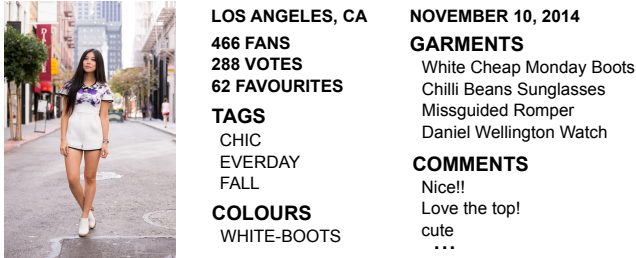 LOS ANGELES, CA
466 FANS
288 VOTES
62 FAVOURITES
TAGS
CHIC
EVERDAY
FALL
COLOURS
WHITE-BOOTS
NOVEMBER 10, 2014
GARMENTS
White Cheap Monday Boots
Chilli Beans Sunglasses
Missguided Romper
Daniel Wellington Watch
COMMENTS
Nice!!
Love the top!
cute
...